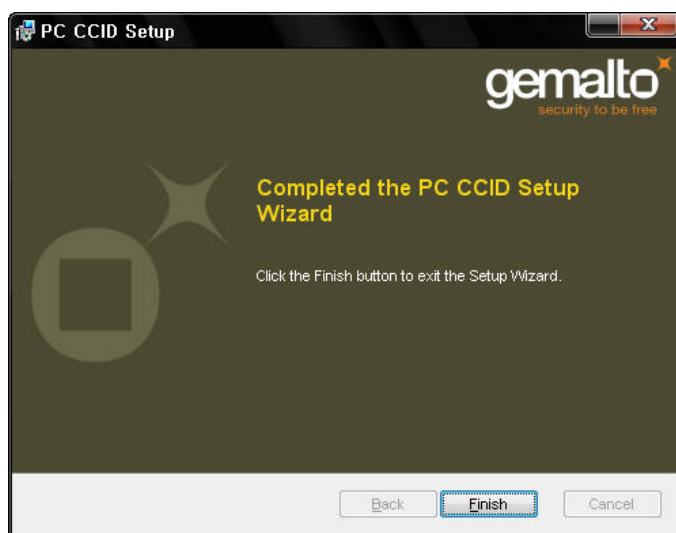 PC CCID Setup
gemalto
security to be free
Completed the PC CCID Setup
Wizard
Click the Finish button to exit the Setup Wizard.
Back Finish Cancel